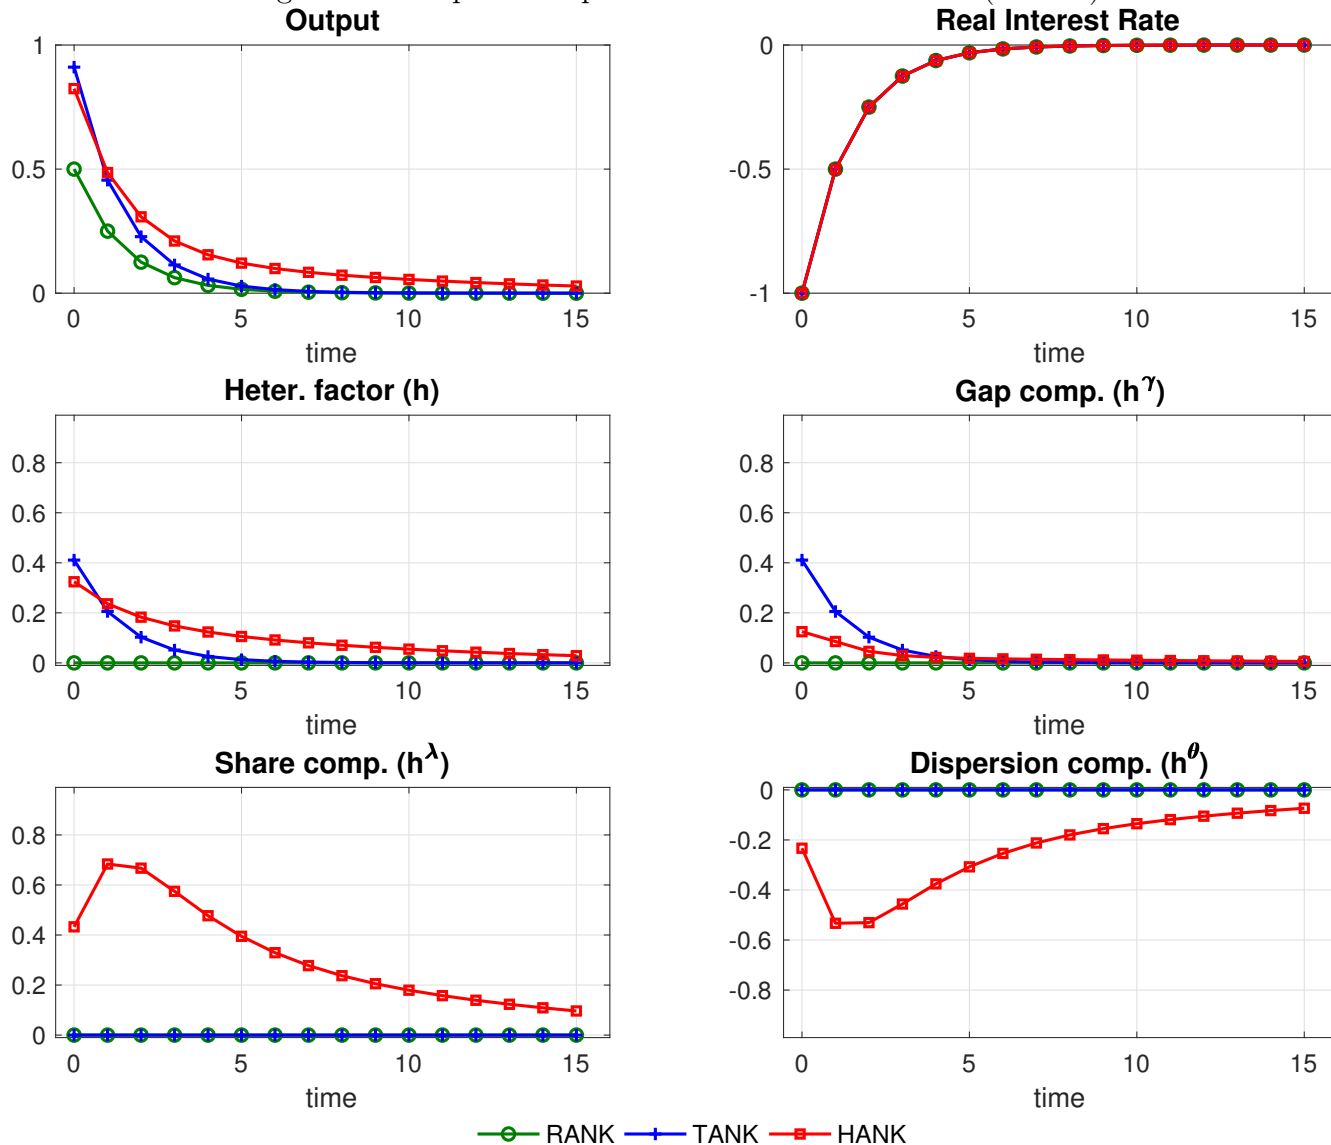 Output
Real Interest Rate
1
0.5
0
0
-0.5
-1
0 5 10 15
0 5 10 15
time
time
Heter. factor (h)
Gap comp. (h^γ)
0.8
0.6
0.4
0.2
0
0.8
0.6
0.4
0.2
0
0 5 10 15
0 5 10 15
time
time
Share comp. (h^λ)
Dispersion comp. (h^θ)
0.8
0.6
0.4
0.2
0
0
-0.2
-0.4
-0.6
-0.8
0 5 10 15
0 5 10 15
time
time
RANK TANK HANK